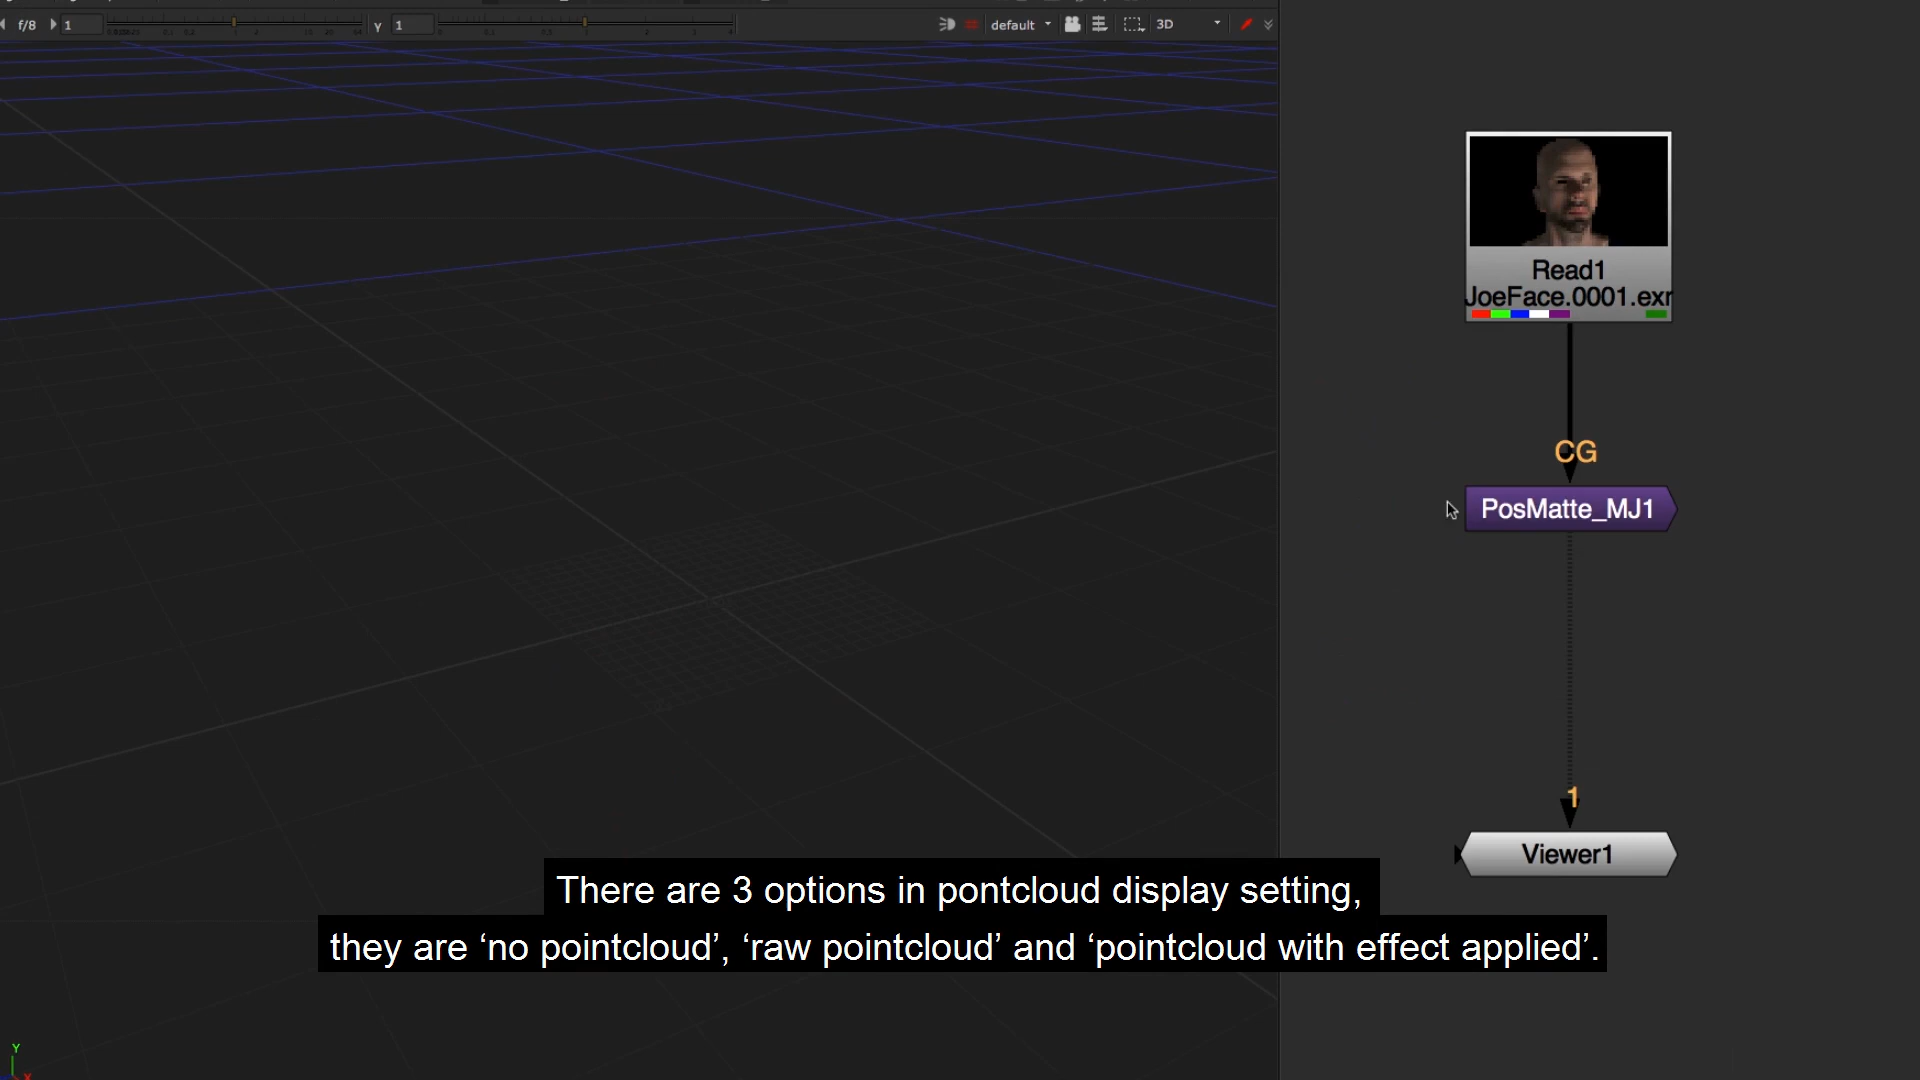 f/8 1 y 1 default 3D
Read1
JoeFace.0001.exr
CG
PosMatte_MJ1
1
Viewer1
There are 3 options in pontcloud display setting,
they are ‘no pointcloud’, ‘raw pointcloud’ and ‘pointcloud with effect applied’.
Y
X